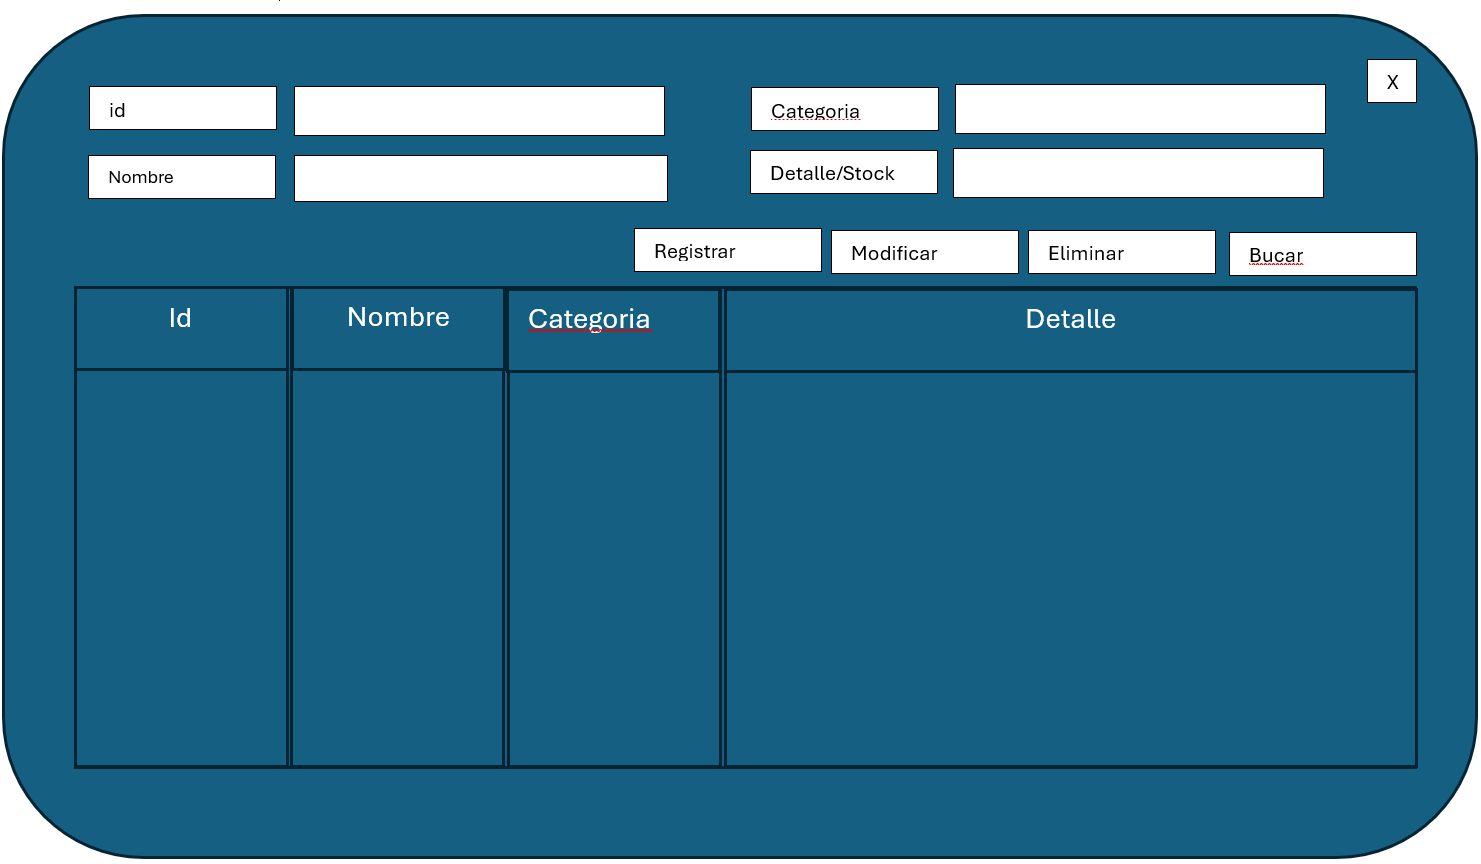 X
id
Categoria
Nombre
Detalle/Stock
Registrar
Modificar
Eliminar
Bucar
Id
Nombre
Categoria
Detalle